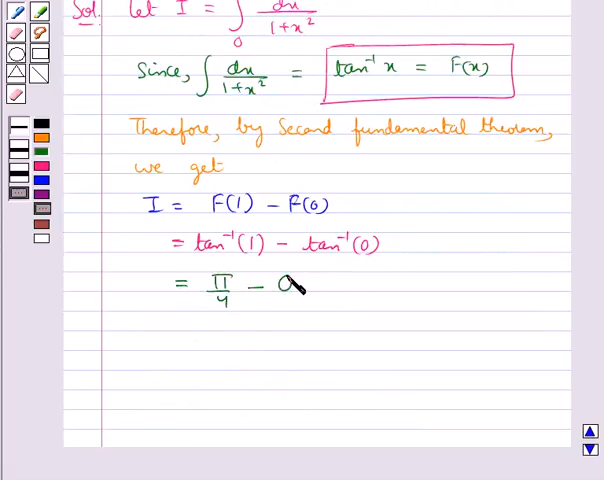 Sol. Let I = ∫₀ dx/(1+x²)
Since, ∫ dx/(1+x²) = tan⁻¹ x = F(x)
Therefore, by Second fundamental theorem,
we get
I = F(1) − F(0)
= tan⁻¹(1) − tan⁻¹(0)
= π/4 − 0